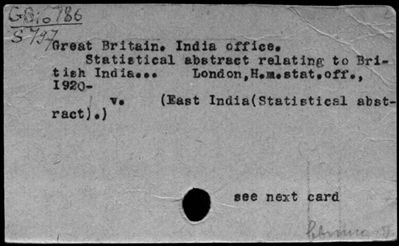 S797
Great Britain. India office.
Statistical abstract relating to Bri-
tish India... London,H.m.stat.off.,
1920-
v. (East India(Statistical abst-
ract).)
see next card